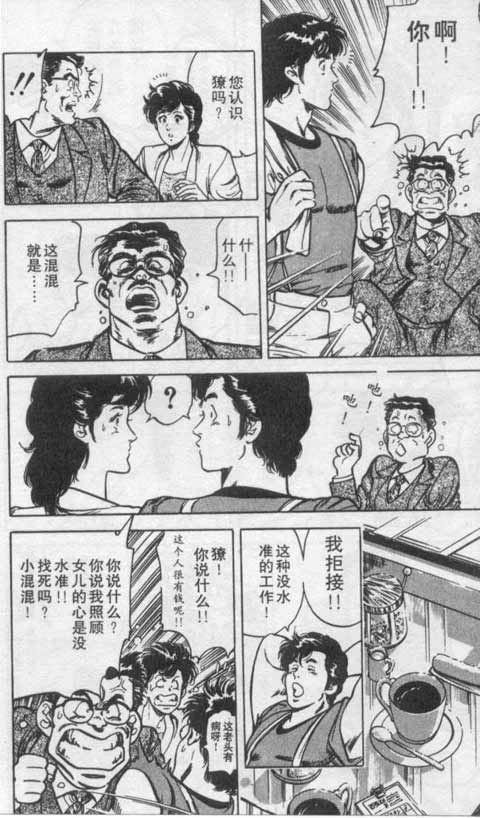 啊！
你——！！
您认识
獠吗？
！！
什——
什么！！
这混混
就是……
吔！
吔！
？
我拒接！！
这种没水
准的工作！
獠！
你说什么！！
这个人很有钱呢！！
这老头有
病呀！
你说什么？
你说我照顾
女儿的心是没
水准！！
找死吗？
小混混！